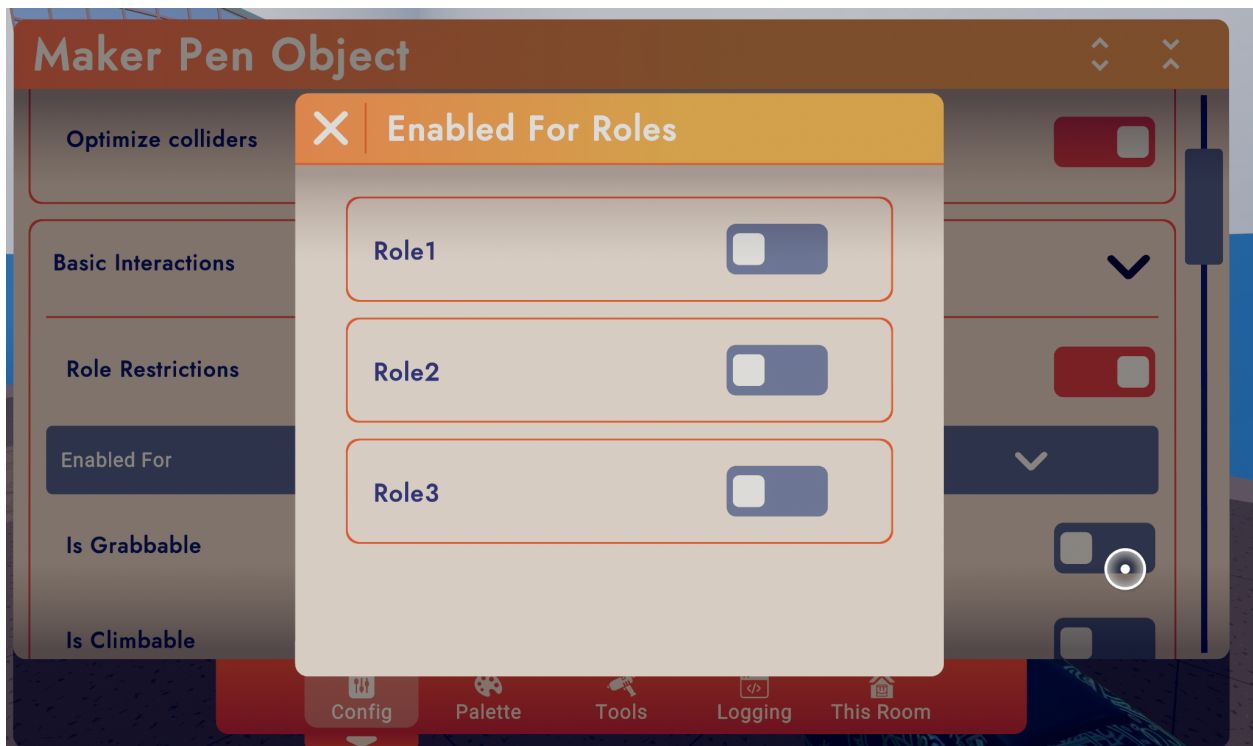 Maker Pen Object
Optimize colliders
Enabled For Roles
Role1
Basic Interactions
Role Restrictions
Role2
Enabled For
Role3
Is Grabbable
Is Climbable
Config
Palette
Tools
Logging
This Room